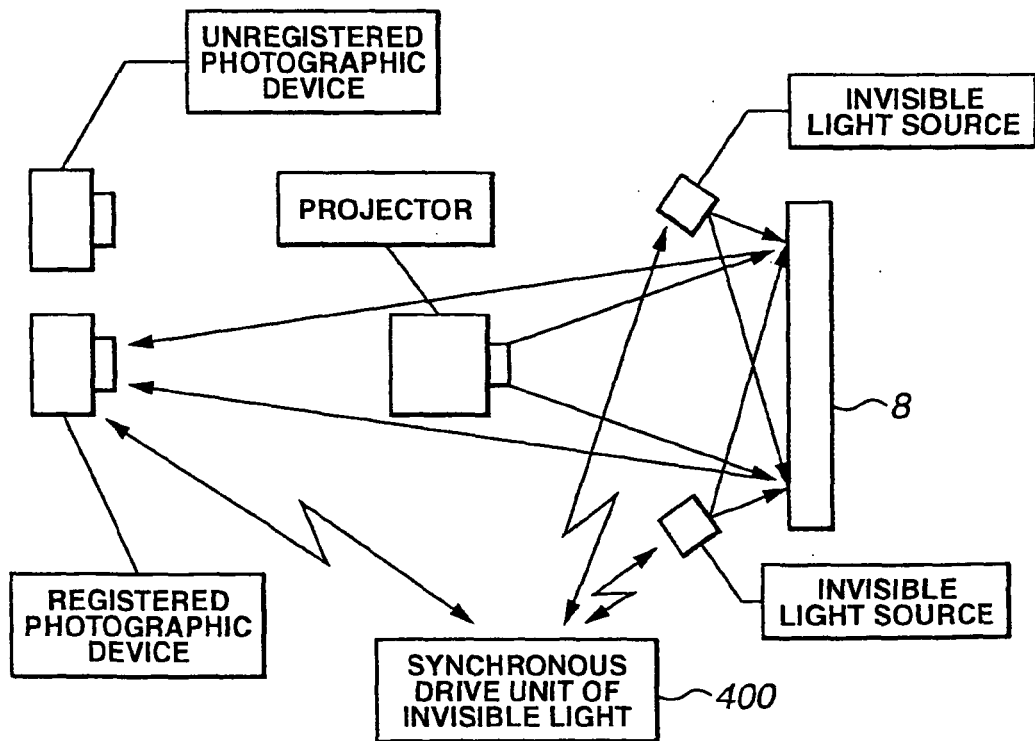 UNREGISTERED
PHOTOGRAPHIC
DEVICE
INVISIBLE
LIGHT SOURCE
PROJECTOR
8
REGISTERED
PHOTOGRAPHIC
DEVICE
INVISIBLE
LIGHT SOURCE
SYNCHRONOUS
DRIVE UNIT OF
INVISIBLE LIGHT
400